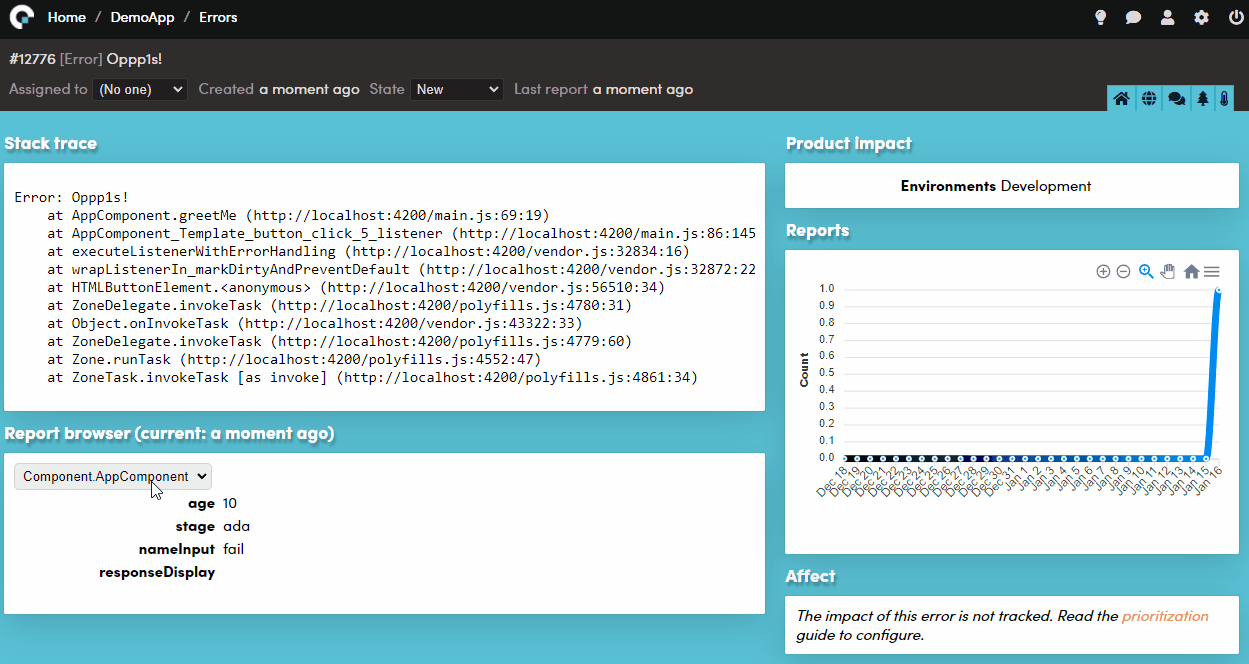 Home / DemoApp / Errors
#12776 [Error] Oppp1s!
Assigned to (No one) Created a moment ago State New Last report a moment ago
Stack trace
Error: Oppp1s!
at AppComponent.greetMe (http://localhost:4200/main.js:69:19)
at AppComponent_Template_button_click_5_listener (http://localhost:4200/main.js:86:145
at executeListenerWithErrorHandling (http://localhost:4200/vendor.js:32834:16)
at wrapListenerIn_markDirtyAndPreventDefault (http://localhost:4200/vendor.js:32872:22
at HTMLButtonElement.<anonymous> (http://localhost:4200/vendor.js:56510:34)
at ZoneDelegate.invokeTask (http://localhost:4200/polyfills.js:4780:31)
at Object.onInvokeTask (http://localhost:4200/vendor.js:43322:33)
at ZoneDelegate.invokeTask (http://localhost:4200/polyfills.js:4779:60)
at Zone.runTask (http://localhost:4200/polyfills.js:4552:47)
at ZoneTask.invokeTask [as invoke] (http://localhost:4200/polyfills.js:4861:34)
Report browser (current: a moment ago)
Component.AppComponent
age 10
stage ada
nameInput fail
responseDisplay
Product impact
Environments Development
Reports
1.0
0.9
0.8
0.7
0.6
0.5
0.4
0.3
0.2
0.1
0.0
Count
Dec 18
Dec 19
Dec 20
Dec 21
Dec 22
Dec 23
Dec 24
Dec 25
Dec 26
Dec 27
Dec 28
Dec 29
Dec 30
Dec 31
Jan 1
Jan 2
Jan 3
Jan 4
Jan 5
Jan 6
Jan 7
Jan 8
Jan 9
Jan 10
Jan 11
Jan 12
Jan 13
Jan 14
Jan 15
Jan 16
Affect
The impact of this error is not tracked. Read the prioritization
guide to configure.